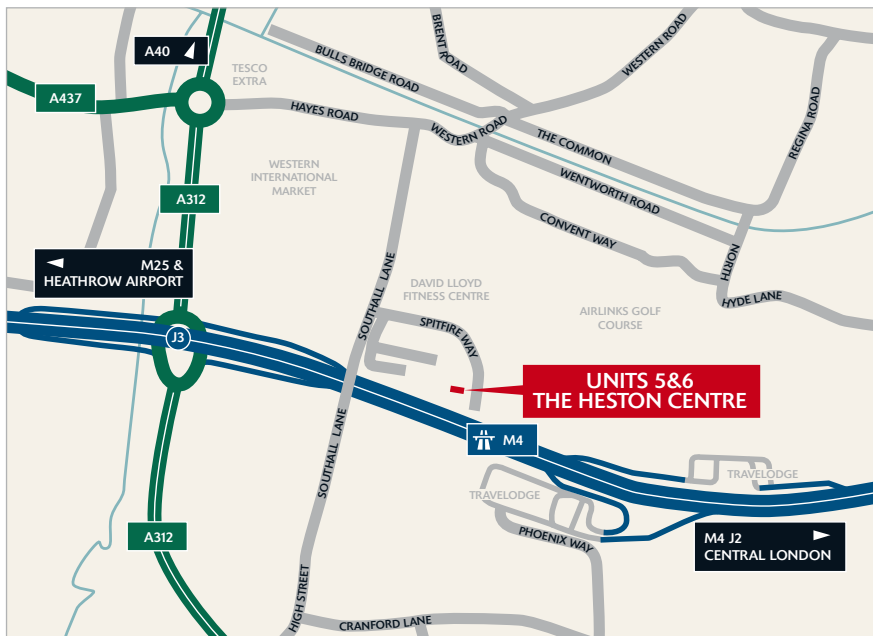 A40
TESCO
EXTRA
BRENT ROAD
WESTERN ROAD
BULLS BRIDGE ROAD
A437
HAYES ROAD
WESTERN ROAD
THE COMMON
REGINA ROAD
WESTERN
INTERNATIONAL
MARKET
WENTWORTH ROAD
A312
CONVENT WAY
NORTH
HYDE LANE
M25 &
HEATHROW AIRPORT
DAVID LLOYD
FITNESS CENTRE
SOUTHALL LANE
AIRLINKS GOLF
COURSE
SPITFIRE WAY
J3
UNITS 5&6
THE HESTON CENTRE
M4
SOUTHALL LANE
TRAVELODGE
TRAVELODGE
A312
PHOENIX WAY
M4 J2
CENTRAL LONDON
HIGH STREET
CRANFORD LANE